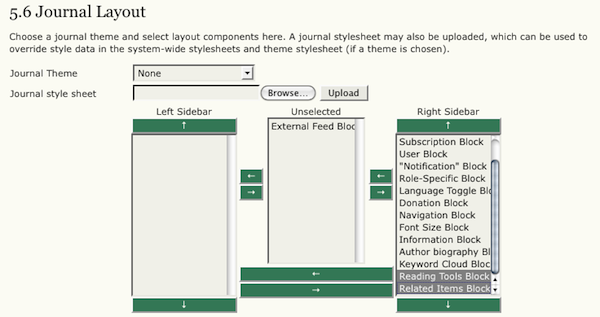 5.6 Journal Layout
Choose a journal theme and select layout components here. A journal stylesheet may also be uploaded, which can be used to
override style data in the system-wide stylesheets and theme stylesheet (if a theme is chosen).
Journal Theme None
Journal style sheet Browse... Upload
Left Sidebar Unselected Right Sidebar
↑ ↑
External Feed Bloc
Subscription Block
User Block
"Notification" Block
Role-Specific Block
Language Toggle Blo
Donation Block
Navigation Block
Font Size Block
Information Block
Author biography Bl
Keyword Cloud Bloc
Reading Tools Block
Related Items Block
← ←
→ →
←
→
↓ ↓